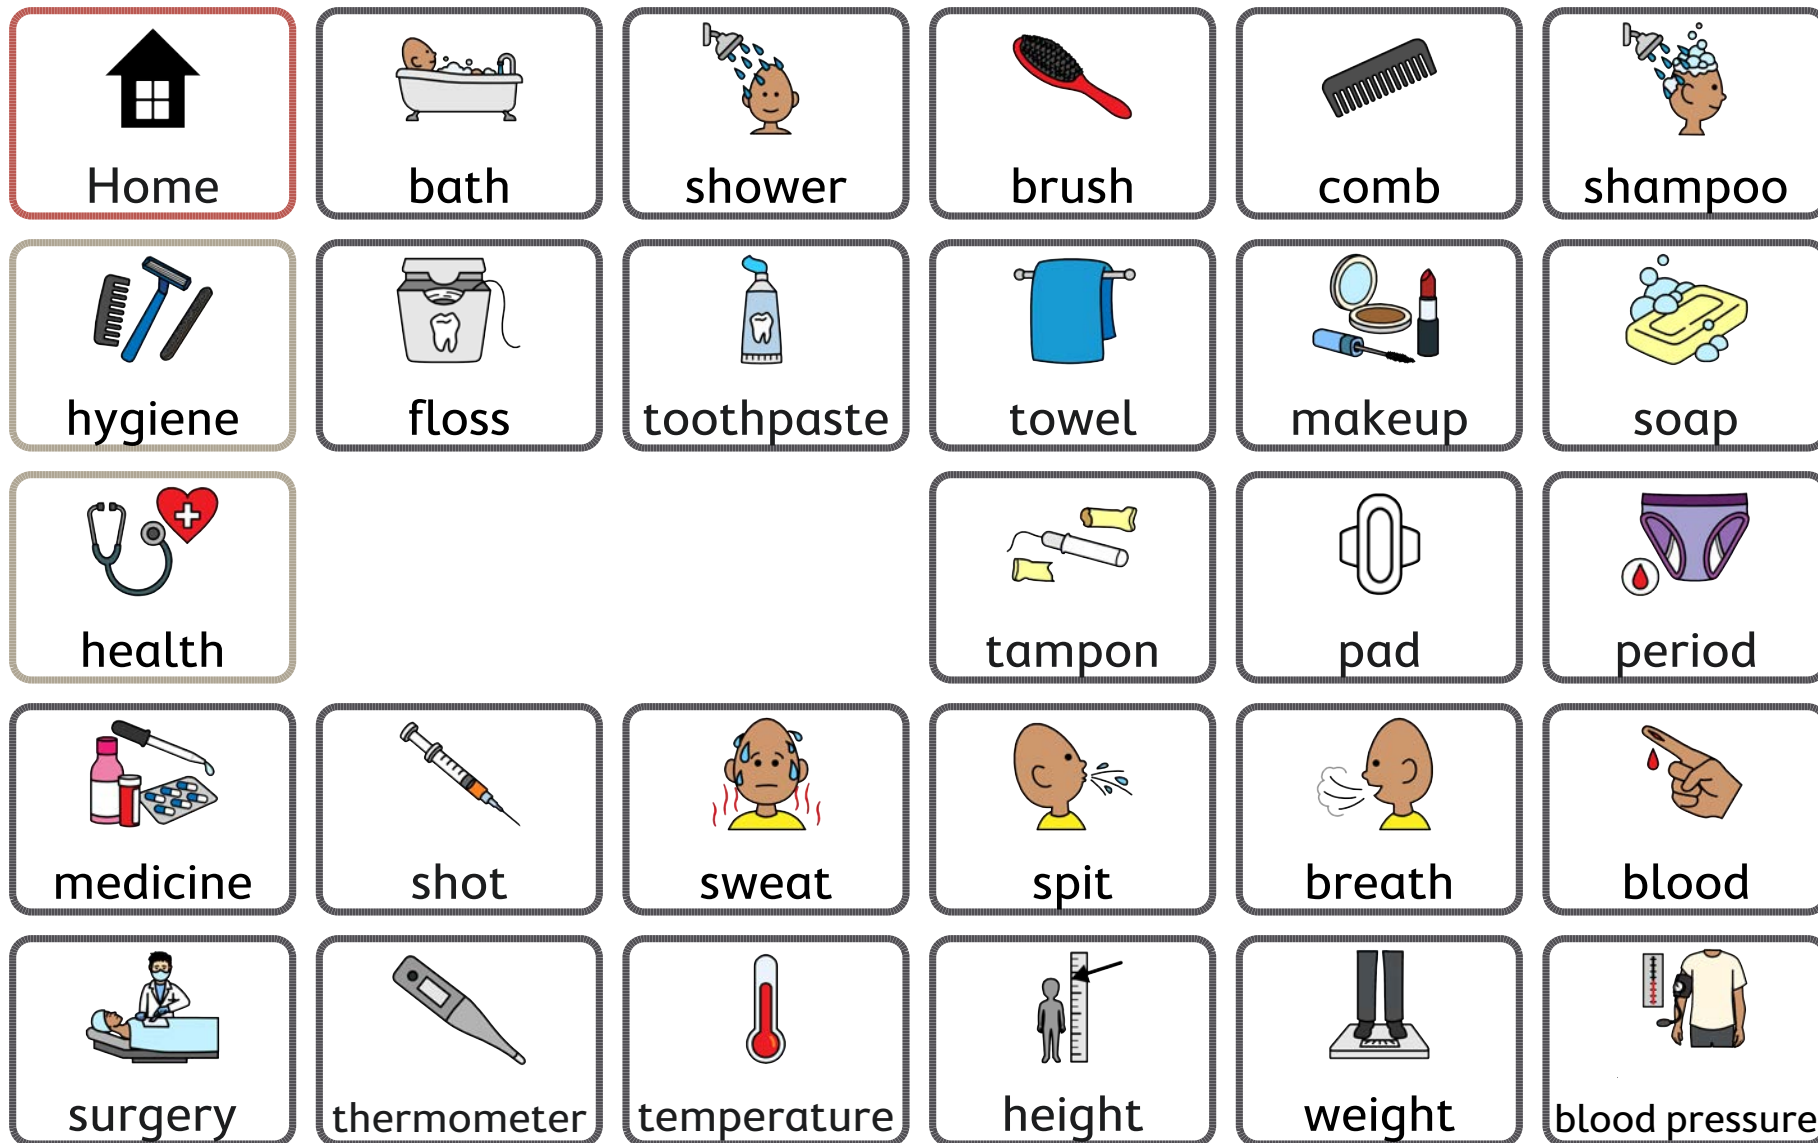 Home
bath
shower
brush
comb
shampoo
hygiene
floss
toothpaste
towel
makeup
soap
health
tampon
pad
period
medicine
shot
sweat
spit
breath
blood
surgery
thermometer
temperature
height
weight
blood pressure